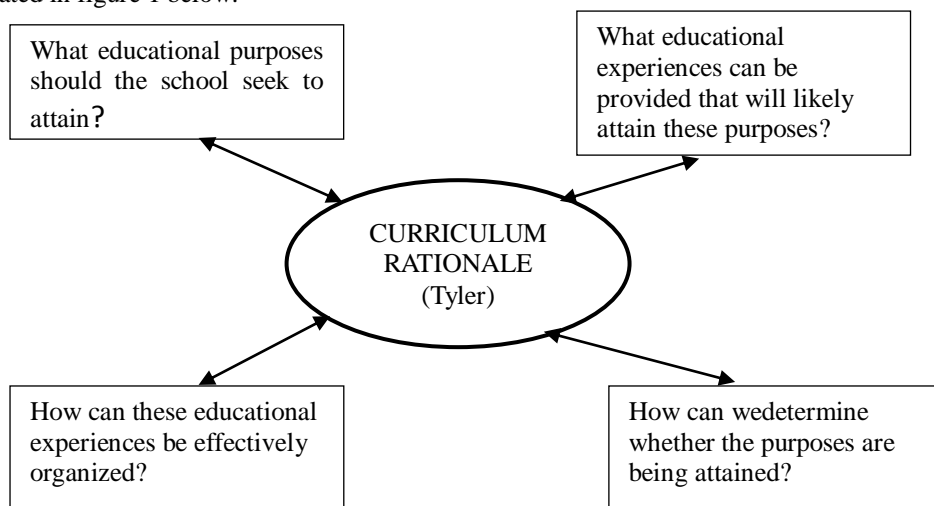 ated in figure 1 below.
What educational purposes
should the school seek to
attain?
What educational
experiences can be
provided that will likely
attain these purposes?
CURRICULUM
RATIONALE
(Tyler)
How can these educational
experiences be effectively
organized?
How can wedetermine
whether the purposes are
being attained?